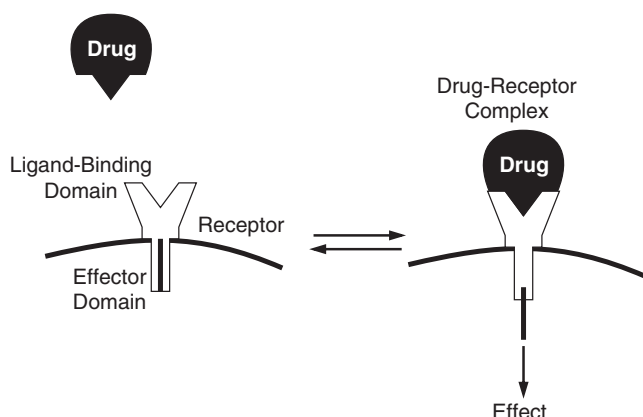 Drug
Ligand-Binding
Domain
Receptor
Effector
Domain
Drug-Receptor
Complex
Drug
Effect